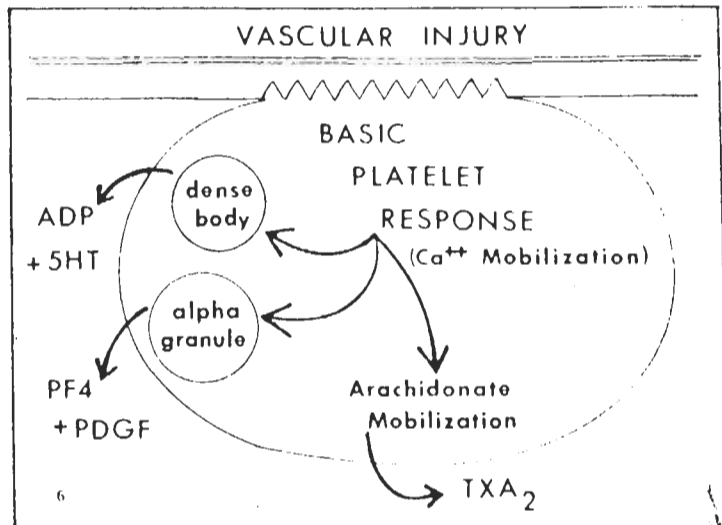 VASCULAR INJURY
BASIC
PLATELET
RESPONSE
(Ca++ Mobilization)
dense
body
ADP
+ 5HT
alpha
granule
PF4
+ PDGF
Arachidonate
Mobilization
TXA2
6